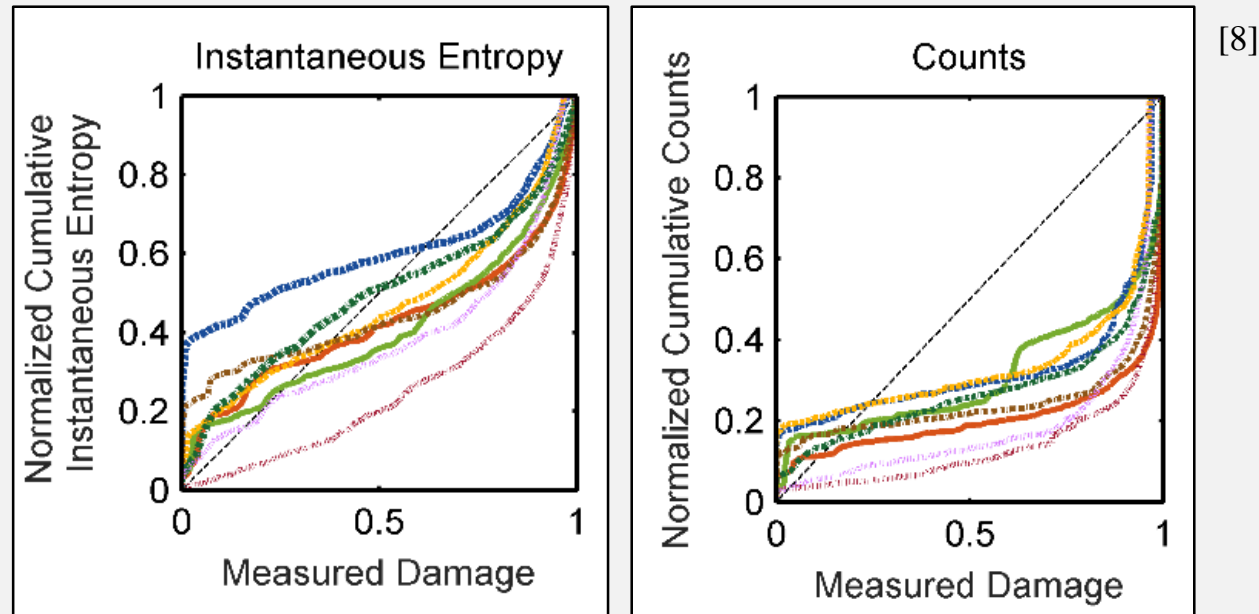 Instantaneous Entropy
Normalized Cumulative
Instantaneous Entropy
1
0.8
0.6
0.4
0.2
0
0
0.5
1
Measured Damage
Counts
Normalized Cumulative Counts
1
0.8
0.6
0.4
0.2
0
0
0.5
1
Measured Damage
[8]